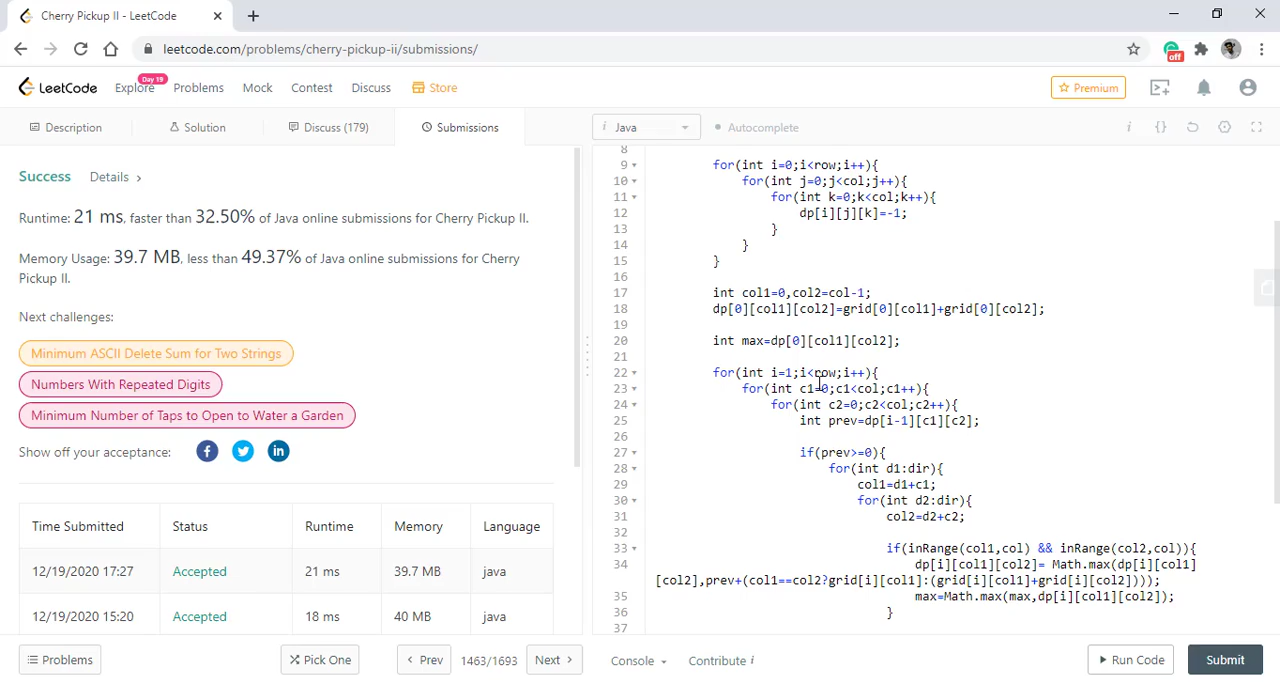 Cherry Pickup II - LeetCode
leetcode.com/problems/cherry-pickup-ii/submissions/
off
LeetCode
Explore
Day 19
Problems
Mock
Contest
Discuss
Store
Premium
Description
Solution
Discuss (179)
Submissions
i Java
Autocomplete
Success
Details
Runtime: 21 ms, faster than 32.50% of Java online submissions for Cherry Pickup II.
Memory Usage: 39.7 MB, less than 49.37% of Java online submissions for Cherry
Pickup II.
Next challenges:
Minimum ASCII Delete Sum for Two Strings
Numbers With Repeated Digits
Minimum Number of Taps to Open to Water a Garden
Show off your acceptance:
Time Submitted Status Runtime Memory Language
12/19/2020 17:27 Accepted 21 ms 39.7 MB java
12/19/2020 15:20 Accepted 18 ms 40 MB java
8
9 for(int i=0;i<row;i++){
10 for(int j=0;j<col;j++){
11 for(int k=0;k<col;k++){
12 dp[i][j][k]=-1;
13 }
14 }
15 }
16
17 int col1=0,col2=col-1;
18 dp[0][col1][col2]=grid[0][col1]+grid[0][col2];
19
20 int max=dp[0][col1][col2];
21
22 for(int i=1;i<row;i++){
23 for(int c1=0;c1<col;c1++){
24 for(int c2=0;c2<col;c2++){
25 int prev=dp[i-1][c1][c2];
26
27 if(prev>=0){
28 for(int d1:dir){
29 col1=d1+c1;
30 for(int d2:dir){
31 col2=d2+c2;
32
33 if(inRange(col1,col) && inRange(col2,col)){
34 dp[i][col1][col2]= Math.max(dp[i][col1]
[col2],prev+(col1==col2?grid[i][col1]:(grid[i][col1]+grid[i][col2])));
35 max=Math.max(max,dp[i][col1][col2]);
36 }
37
Problems
Pick One
Prev
1463/1693
Next
Console
Contribute i
Run Code
Submit